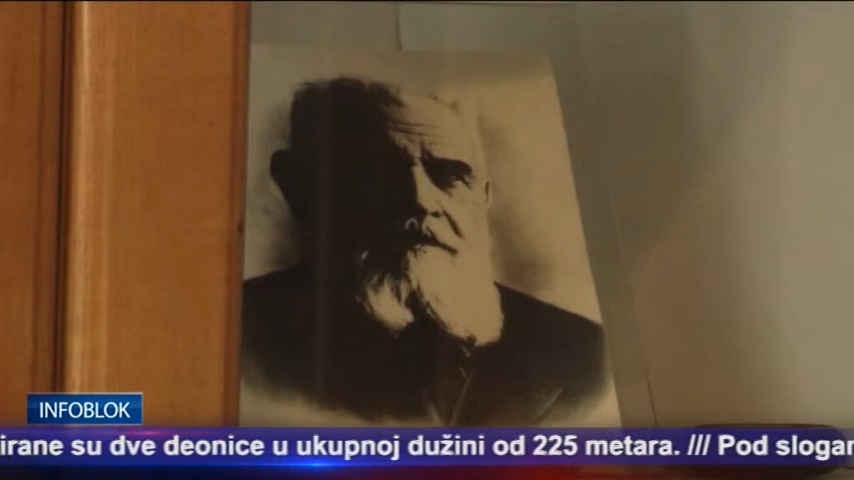 INFOBLOK
irane su dve deonice u ukupnoj dužini od 225 metara. /// Pod slogan